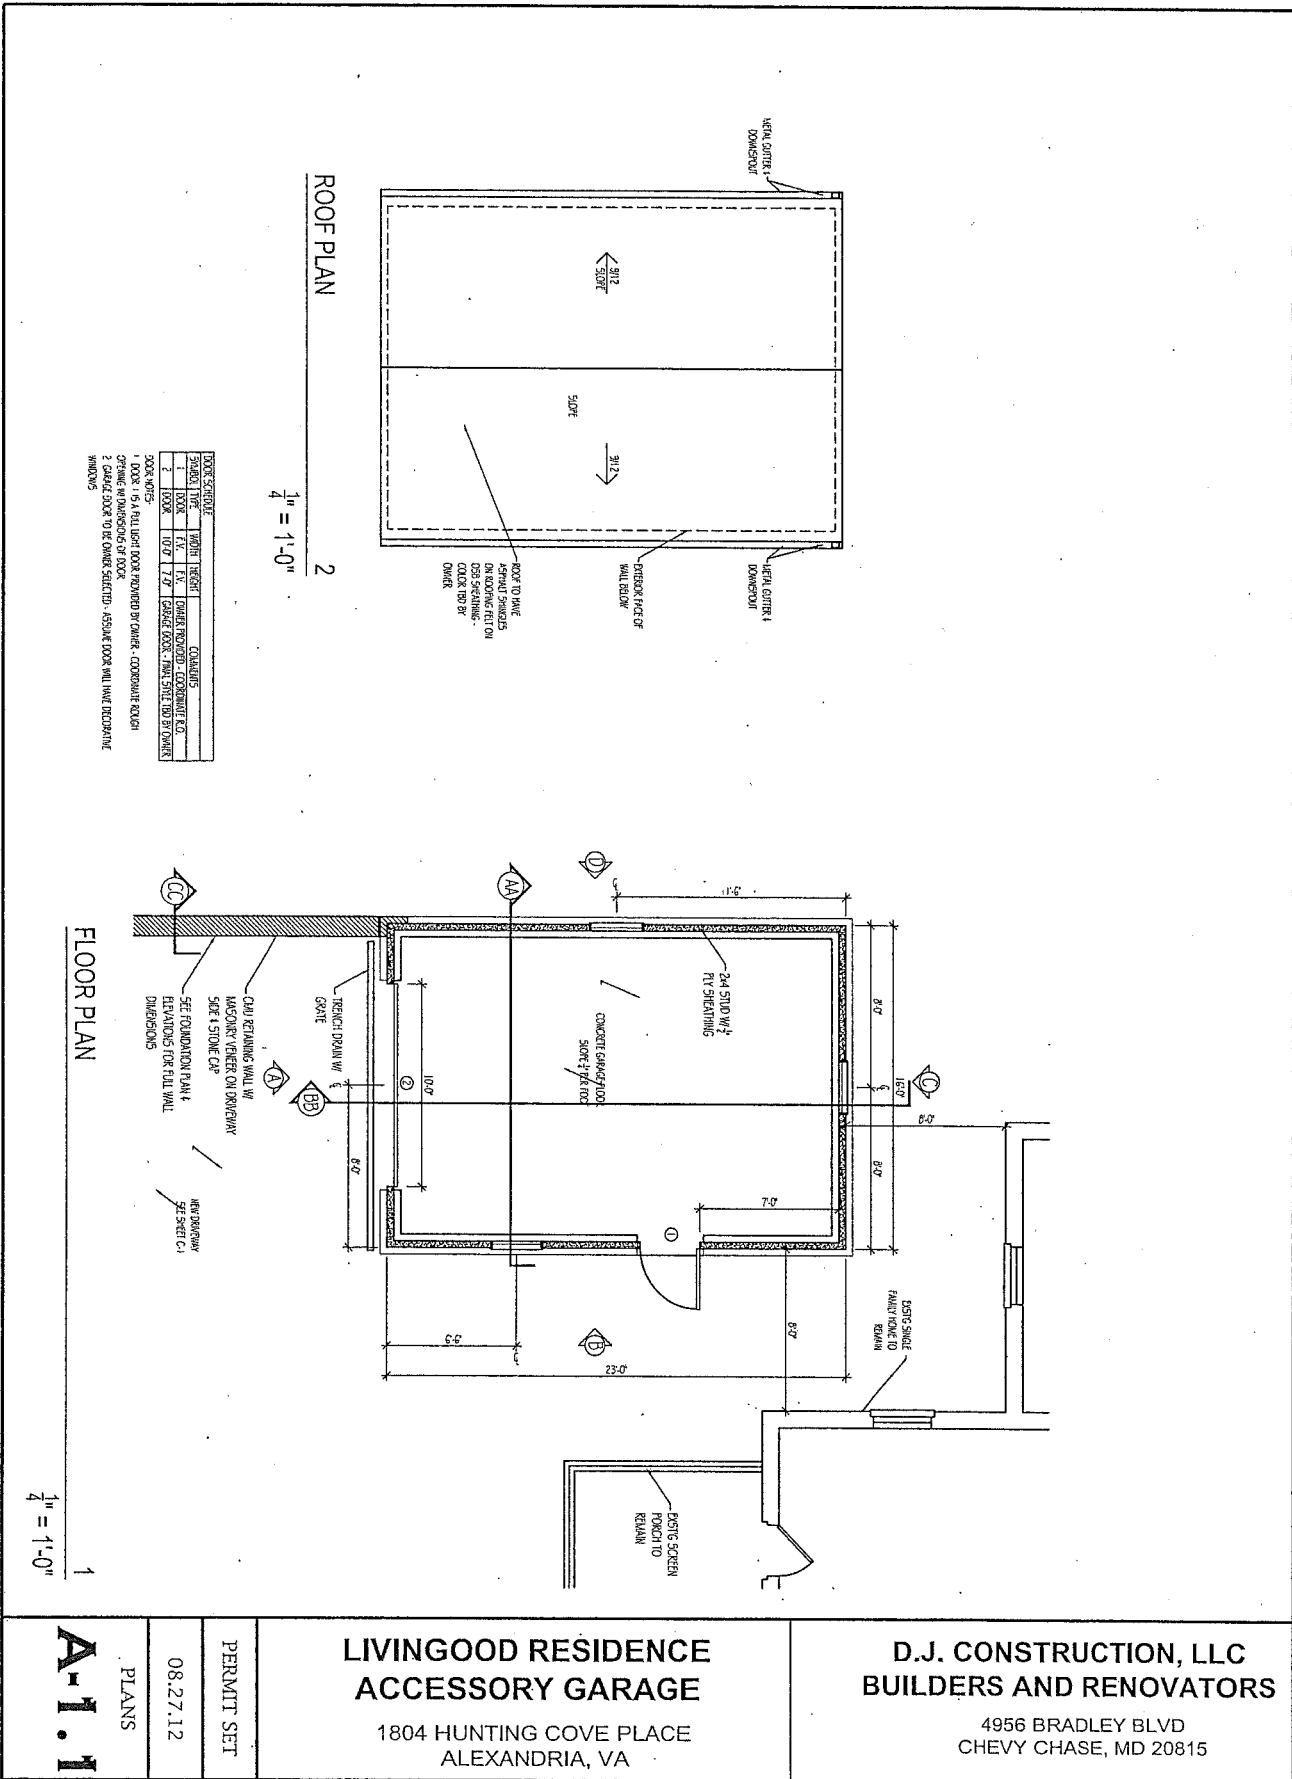 METAL GUTTER &
DOWNSPOUT
9/12
SLOPE
SLOPE
9/12
METAL GUTTER &
DOWNSPOUT
EXTERIOR FACE OF
WALL BELOW
ROOF TO HAVE
ASPHALT SHINGLES
ON ROOFING FELT ON
OSB SHEATHING -
COLOR TBD BY
OWNER
ROOF PLAN
2
1/4" = 1'-0"
DOOR SCHEDULE
SYMBOL TYPE WIDTH HEIGHT COMMENTS
1 DOOR F.V. F.V. OWNER PROVIDED - COORDINATE R.O.
2 DOOR 10'-0" 7'-0" GARAGE DOOR - FINAL STYLE TBD BY OWNER
DOOR NOTES:
1 DOOR 1 IS A FULL LIGHT DOOR PROVIDED BY OWNER - COORDINATE ROUGH
OPENING W/ DIMENSIONS OF DOOR
2 GARAGE DOOR TO BE OWNER SELECTED - ASSUME DOOR WILL HAVE DECORATIVE
WINDOWS
D
AA
CC
8'-0"
16'-0"
8'-0"
C
8'-0"
2x4 STUD W/ 1/2"
PLY SHEATHING
CONCRETE GARAGE FLOOR
10'-0"
2
TRENCH DRAIN W/
GRATE
CMU RETAINING WALL W/
MASONRY VENEER ON DRIVEWAY
SIDE & STONE CAP
SEE FOUNDATION PLAN &
ELEVATIONS FOR FULL WALL
DIMENSIONS
A
BB
8'-0"
7'-0"
1
NEW DRIVEWAY
SEE SHEET C-1
6'-6"
B
23'-0"
8'-0"
EXST'G SINGLE
FAMILY HOME TO
REMAIN
EXST'G SCREEN
PORCH TO
REMAIN
FLOOR PLAN
1
1/4" = 1'-0"
D.J. CONSTRUCTION, LLC
BUILDERS AND RENOVATORS
4956 BRADLEY BLVD
CHEVY CHASE, MD 20815
LIVINGOOD RESIDENCE
ACCESSORY GARAGE
1804 HUNTING COVE PLACE
ALEXANDRIA, VA
PERMIT SET
08.27.12
PLANS
A-1.1